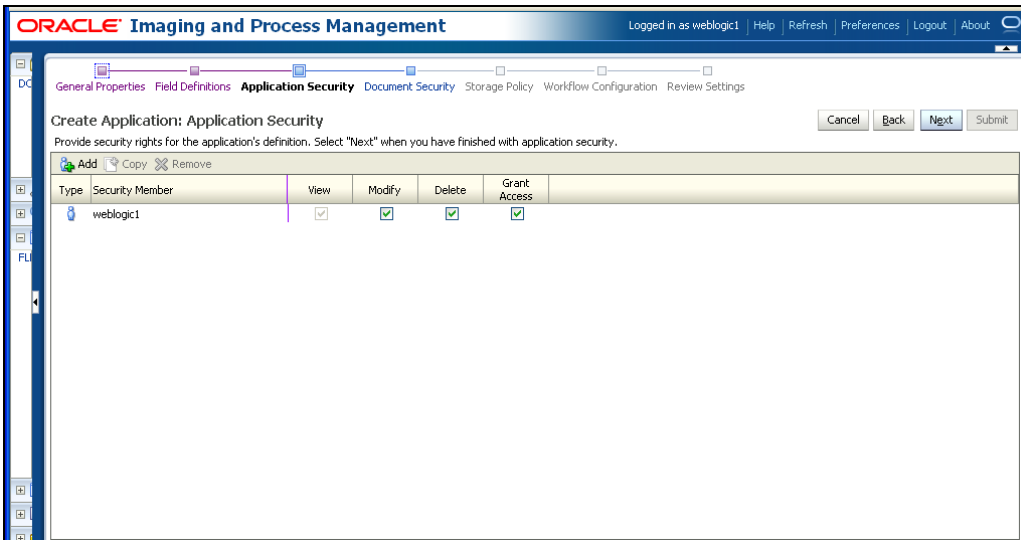 ORACLE Imaging and Process Management
Logged in as weblogic1 | Help | Refresh | Preferences | Logout | About
DO
General Properties Field Definitions Application Security Document Security Storage Policy Workflow Configuration Review Settings
Create Application: Application Security
Cancel Back Next Submit
Provide security rights for the application's definition. Select "Next" when you have finished with application security.
Add Copy Remove
Type Security Member View Modify Delete Grant Access
weblogic1
FLI